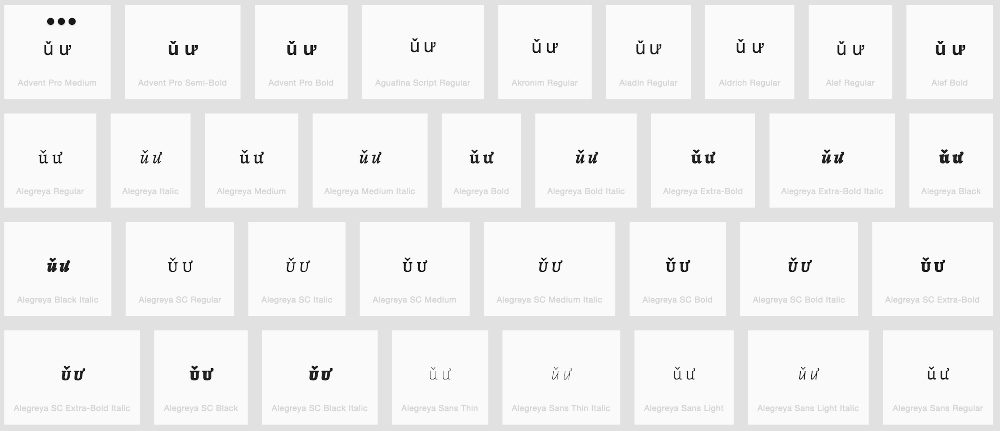 ǔ ư
Advent Pro Medium
ǔ ư
Advent Pro Semi-Bold
ǔ ư
Advent Pro Bold
ǔ ư
Aguafina Script Regular
ǔ ư
Akronim Regular
ǔ ư
Aladin Regular
ǔ ư
Aldrich Regular
ǔ ư
Alef Regular
ǔ ư
Alef Bold
ǔ ư
Alegreya Regular
ǔ ư
Alegreya Italic
ǔ ư
Alegreya Medium
ǔ ư
Alegreya Medium Italic
ǔ ư
Alegreya Bold
ǔ ư
Alegreya Bold Italic
ǔ ư
Alegreya Extra-Bold
ǔ ư
Alegreya Extra-Bold Italic
ǔ ư
Alegreya Black
ǔ ư
Alegreya Black Italic
ǔ ư
Alegreya SC Regular
ǔ ư
Alegreya SC Italic
ǔ ư
Alegreya SC Medium
ǔ ư
Alegreya SC Medium Italic
ǔ ư
Alegreya SC Bold
ǔ ư
Alegreya SC Bold Italic
ǔ ư
Alegreya SC Extra-Bold
ǔ ư
Alegreya SC Extra-Bold Italic
ǔ ư
Alegreya SC Black
ǔ ư
Alegreya SC Black Italic
ǔ ư
Alegreya Sans Thin
ǔ ư
Alegreya Sans Thin Italic
ǔ ư
Alegreya Sans Light
ǔ ư
Alegreya Sans Light Italic
ǔ ư
Alegreya Sans Regular